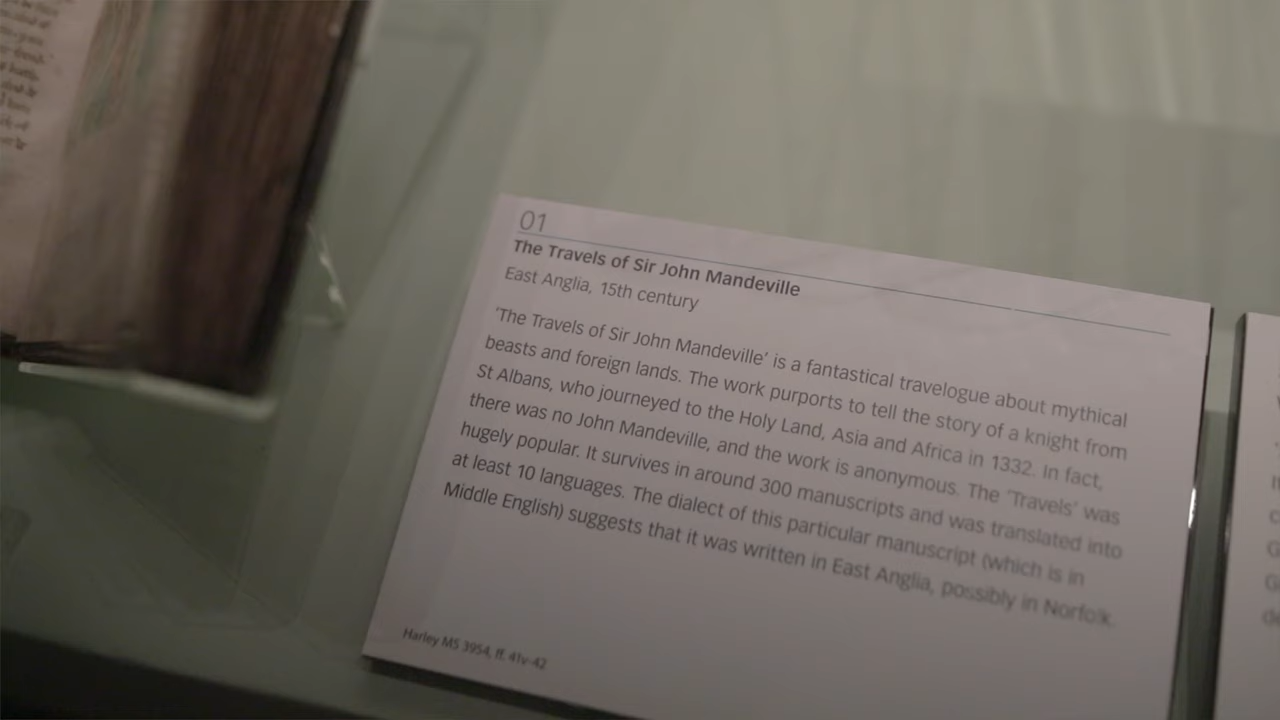 01
The Travels of Sir John Mandeville
East Anglia, 15th century
'The Travels of Sir John Mandeville' is a fantastical travelogue about mythical
beasts and foreign lands. The work purports to tell the story of a knight from
St Albans, who journeyed to the Holy Land, Asia and Africa in 1332. In fact,
there was no John Mandeville, and the work is anonymous. The 'Travels' was
hugely popular. It survives in around 300 manuscripts and was translated into
at least 10 languages. The dialect of this particular manuscript (which is in
Middle English) suggests that it was written in East Anglia, possibly in Norfolk.
Harley MS 3954, ff. 41v-42